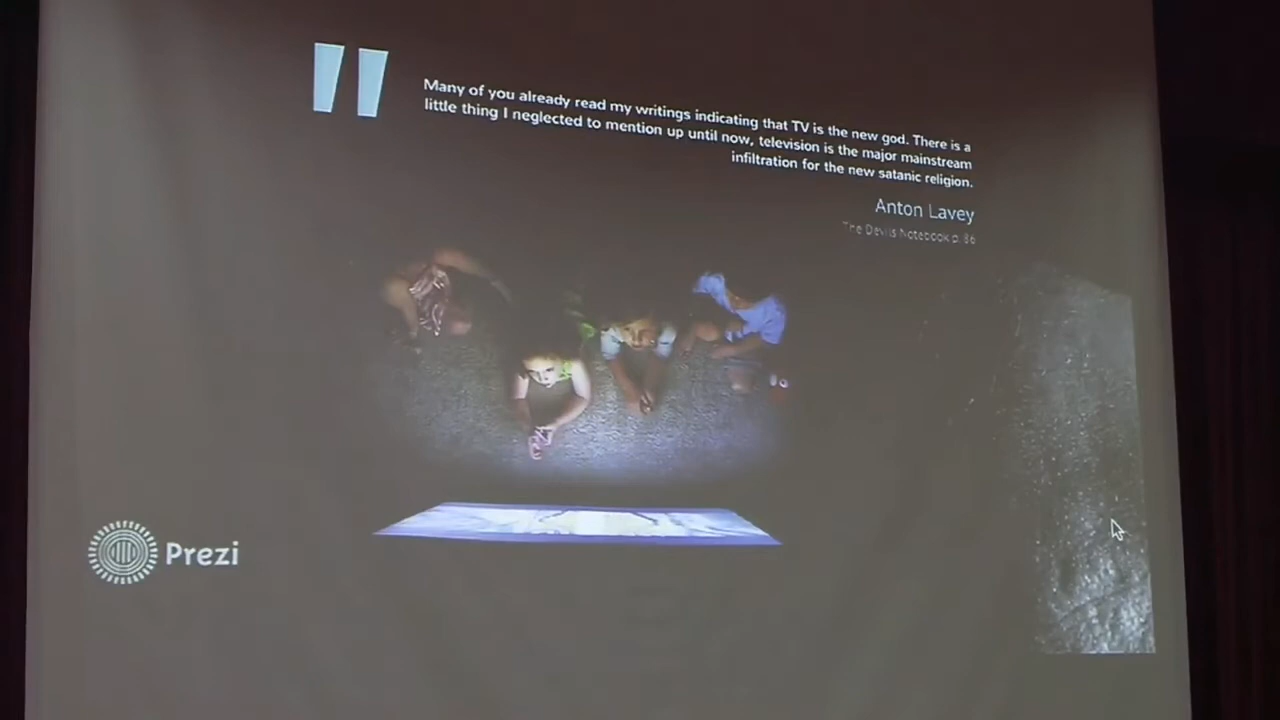 Many of you already read my writings indicating that TV is the new god. There is a
little thing I neglected to mention up until now, television is the major mainstream
infiltration for the new satanic religion.
Anton Lavey
The Devils Notebook p. 86
Prezi